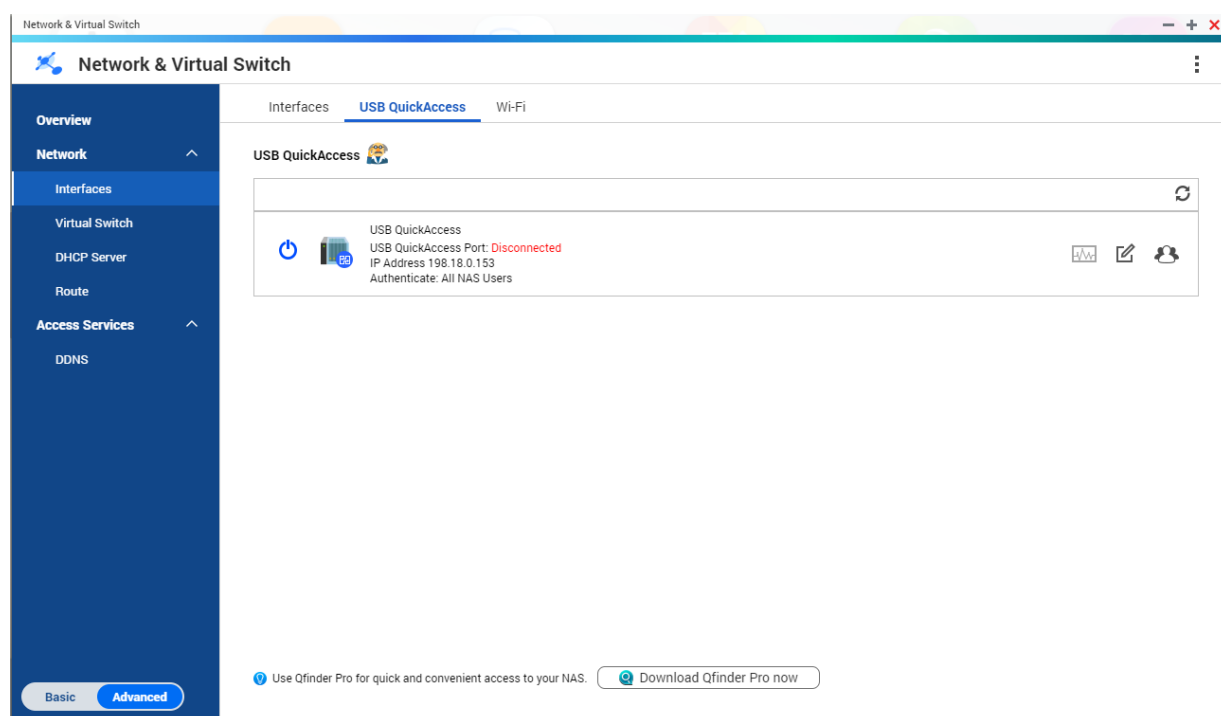 Network & Virtual Switch
Network & Virtual Switch
Overview
Network
Interfaces
Virtual Switch
DHCP Server
Route
Access Services
DDNS
Basic Advanced
Interfaces USB QuickAccess Wi-Fi
USB QuickAccess
USB QuickAccess
USB QuickAccess Port: Disconnected
IP Address 198.18.0.153
Authenticate: All NAS Users
Use Qfinder Pro for quick and convenient access to your NAS. Download Qfinder Pro now